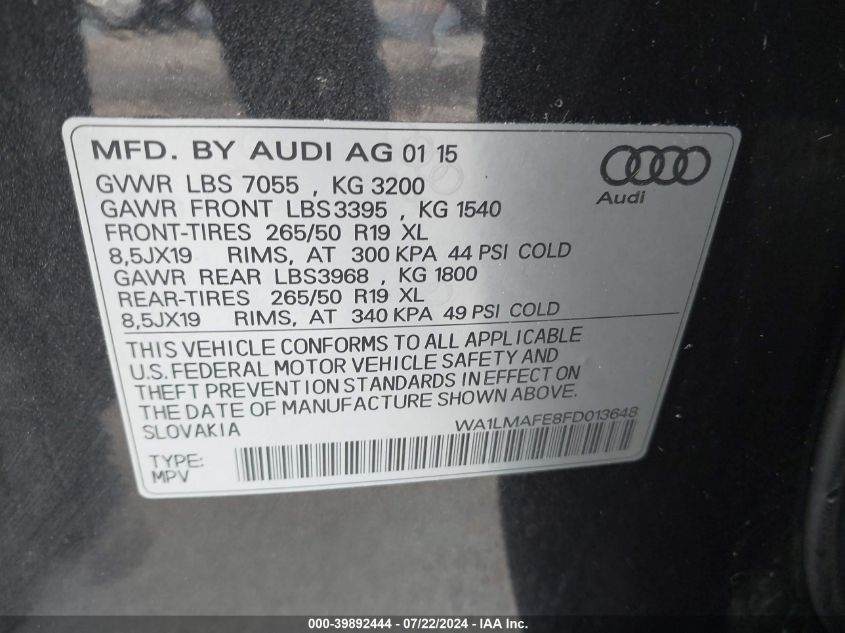 MFD. BY AUDI AG 01 15
GVWR LBS 7055 , KG 3200
GAWR FRONT LBS3395 , KG 1540
FRONT-TIRES 265/50 R19 XL
8,5JX19 RIMS, AT 300 KPA 44 PSI COLD
GAWR REAR LBS3968 , KG 1800
REAR-TIRES 265/50 R19 XL
8,5JX19 RIMS, AT 340 KPA 49 PSI COLD
Audi
THIS VEHICLE CONFORMS TO ALL APPLICABLE
U.S. FEDERAL MOTOR VEHICLE SAFETY AND
THEFT PREVENTION STANDARDS IN EFFECT ON
THE DATE OF MANUFACTURE SHOWN ABOVE.
SLOVAKIA
WA1LMAFE8FD013648
TYPE:
MPV
000-39892444 - 07/22/2024 - IAA Inc.